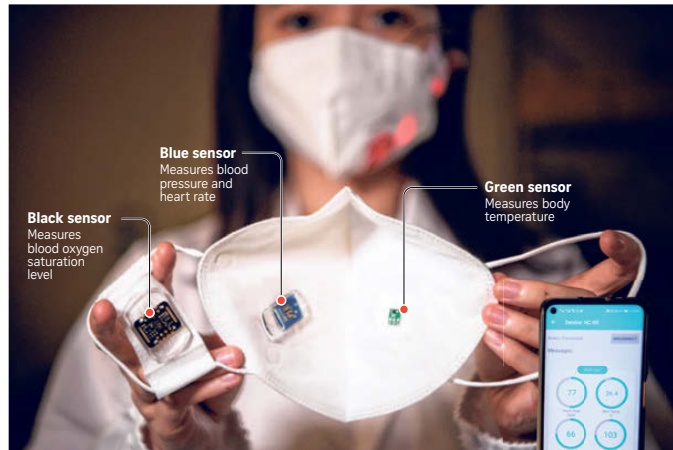 Blue sensor
Measures blood
pressure and
heart rate
Green sensor
Measures body
temperature
Black sensor
Measures
blood oxygen
saturation
level
Messages
77
36.4
66
103